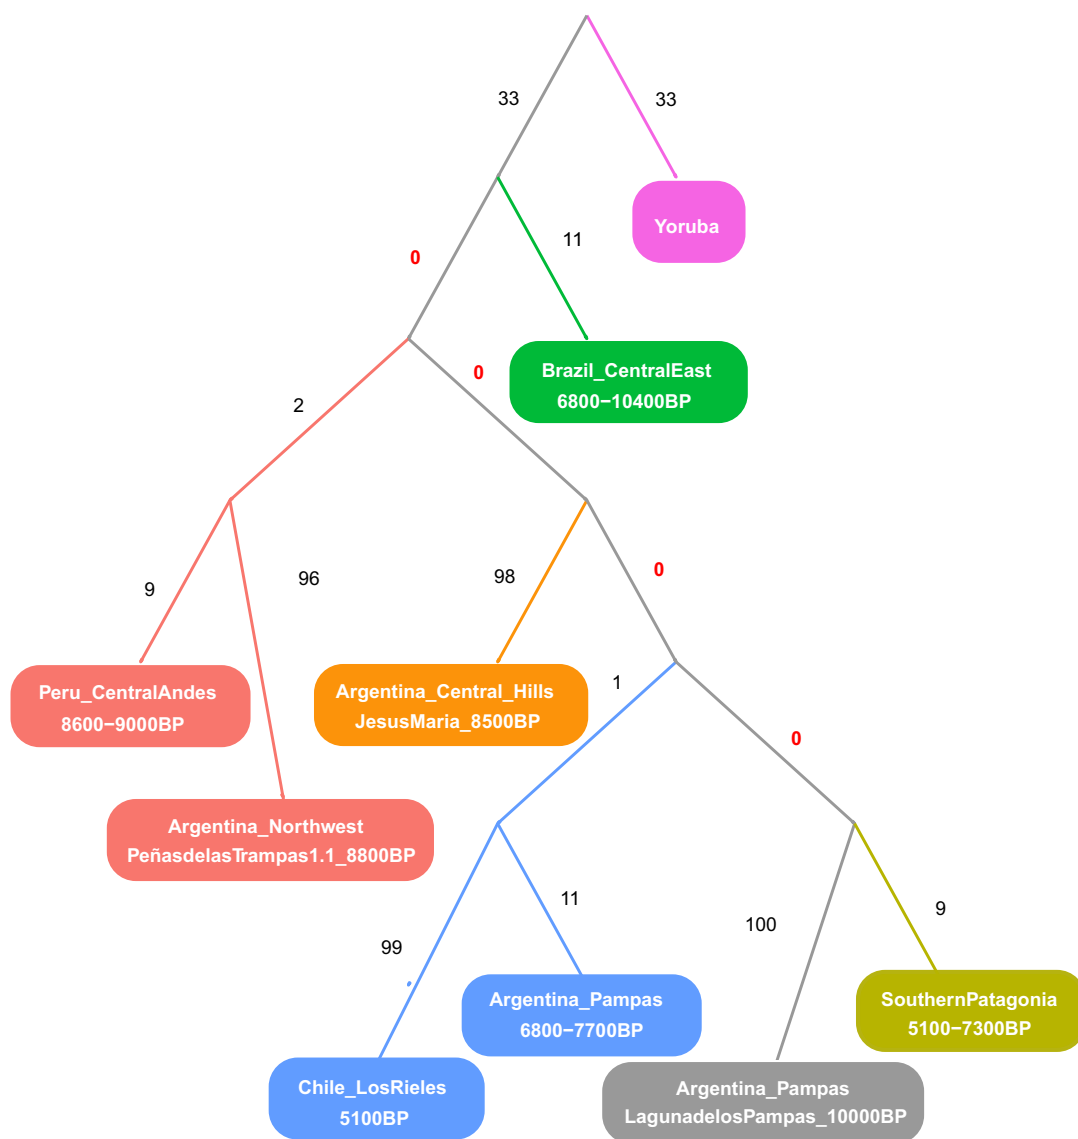 33
33
Yoruba
11
0
Brazil_CentralEast
6800−10400BP
0
2
9
96
98
0
Peru_CentralAndes
8600−9000BP
Argentina_Central_Hills
JesusMaria_8500BP
1
0
Argentina_Northwest
PeñasdelasTrampas1.1_8800BP
99
11
100
9
Argentina_Pampas
6800−7700BP
SouthernPatagonia
5100−7300BP
Chile_LosRieles
5100BP
Argentina_Pampas
LagunadelosPampas_10000BP